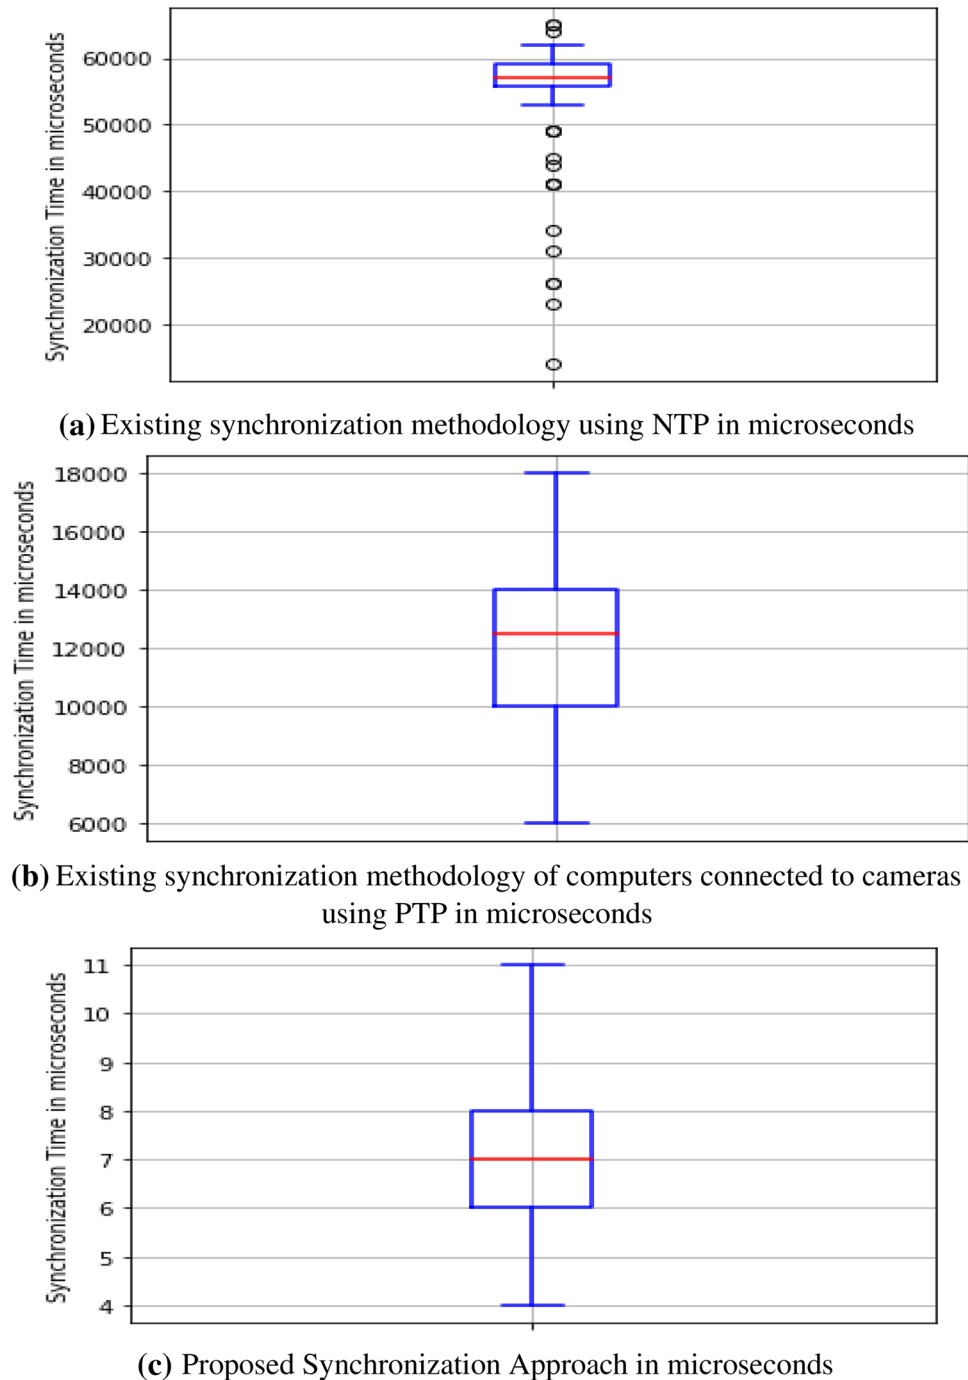 Synchronization Time in microseconds
60000
50000
40000
30000
20000
(a) Existing synchronization methodology using NTP in microseconds
Synchronization Time in microseconds
18000
16000
14000
12000
10000
8000
6000
(b) Existing synchronization methodology of computers connected to cameras
using PTP in microseconds
Synchronization Time in microseconds
11
10
9
8
7
6
5
4
(c) Proposed Synchronization Approach in microseconds